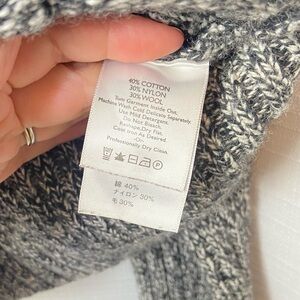 40% COTTON
30% NYLON
30% WOOL
Turn Garment Inside Out,
Machine Wash Cold Delicate Separately.
Use Mild Detergent.
Do Not Bleach.
Reshape,Dry Flat.
Cool Iron As Desired
-OR-
Professionally Dry Clean.
綿 40%
ナイロン 30%
毛 30%